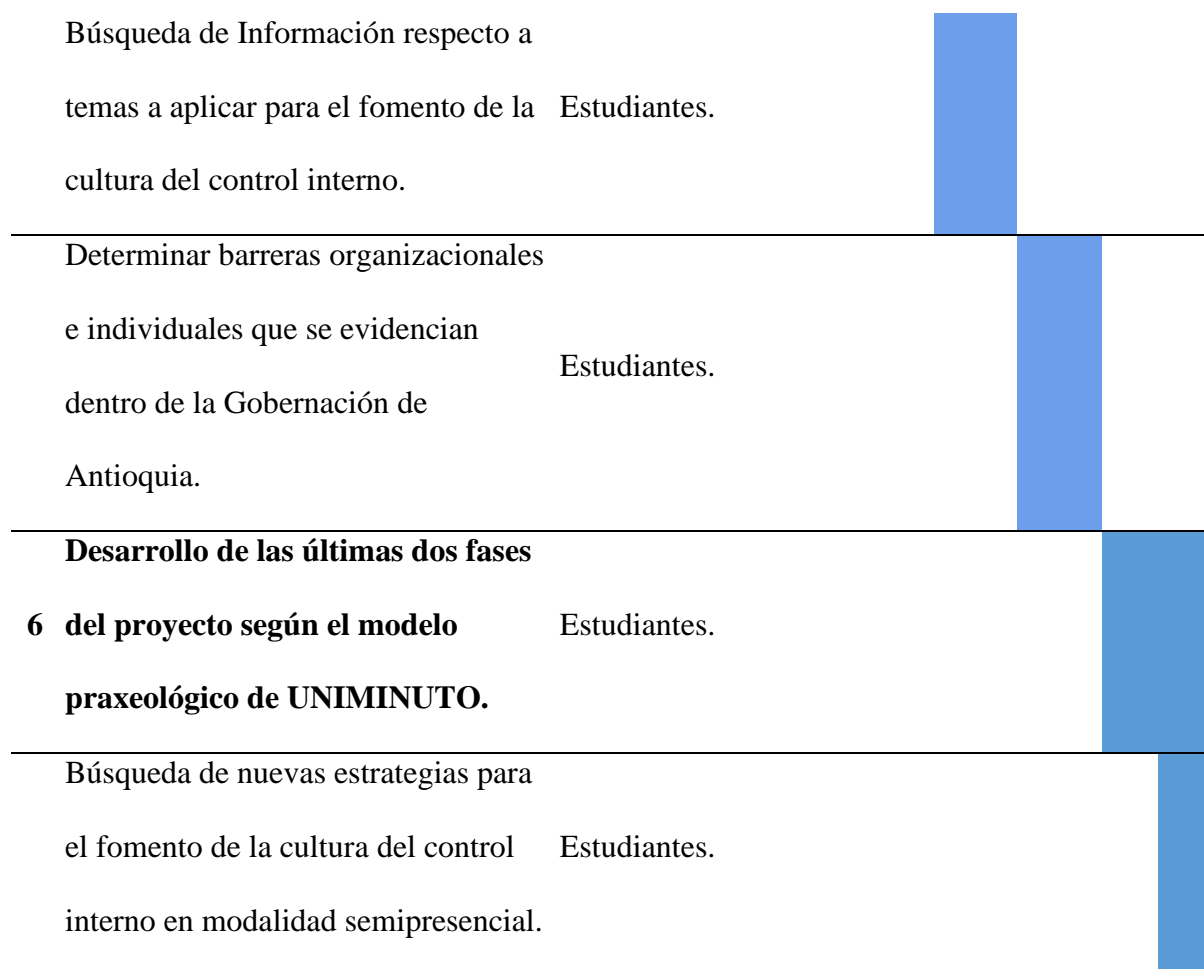 Búsqueda de Información respecto a
temas a aplicar para el fomento de la Estudiantes.
cultura del control interno.
Determinar barreras organizacionales
e individuales que se evidencian
Estudiantes.
dentro de la Gobernación de
Antioquia.
Desarrollo de las últimas dos fases
6 del proyecto según el modelo Estudiantes.
praxeológico de UNIMINUTO.
Búsqueda de nuevas estrategias para
el fomento de la cultura del control Estudiantes.
interno en modalidad semipresencial.